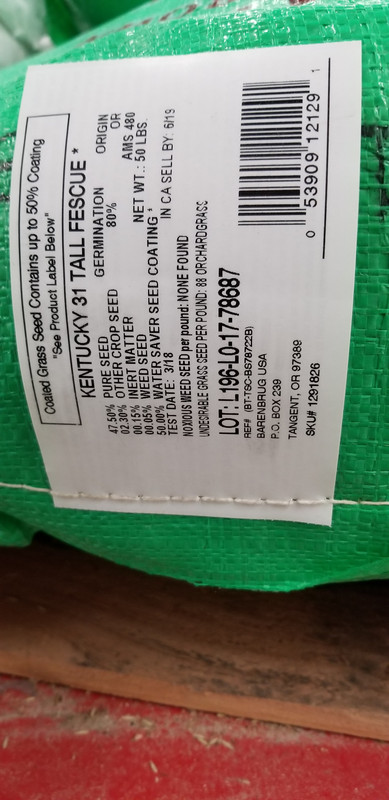 Coated Grass Seed Contains up to 50% Coating
"See Product Label Below"
KENTUCKY 31 TALL FESCUE *
GERMINATION ORIGIN
47.50% PURE SEED 80% OR
02.30% OTHER CROP SEED
00.15% INERT MATTER AMS 480
00.05% WEED SEED NET WT.: 50 LBS.
50.00% WATER SAVER SEED COATING ¹
TEST DATE: 3/18 IN CA SELL BY: 6/19
NOXIOUS WEED SEED per pound: NONE FOUND
UNDESIRABLE GRASS SEED PER POUND: 88 ORCHARDGRASS
LOT: L196-LO-17-78687
REF# (BT-TSC-BS78722B)
BARENBRUG USA
P.O. BOX 239
TANGENT, OR 97389
SKU# 1291826
0 53909 12129 1